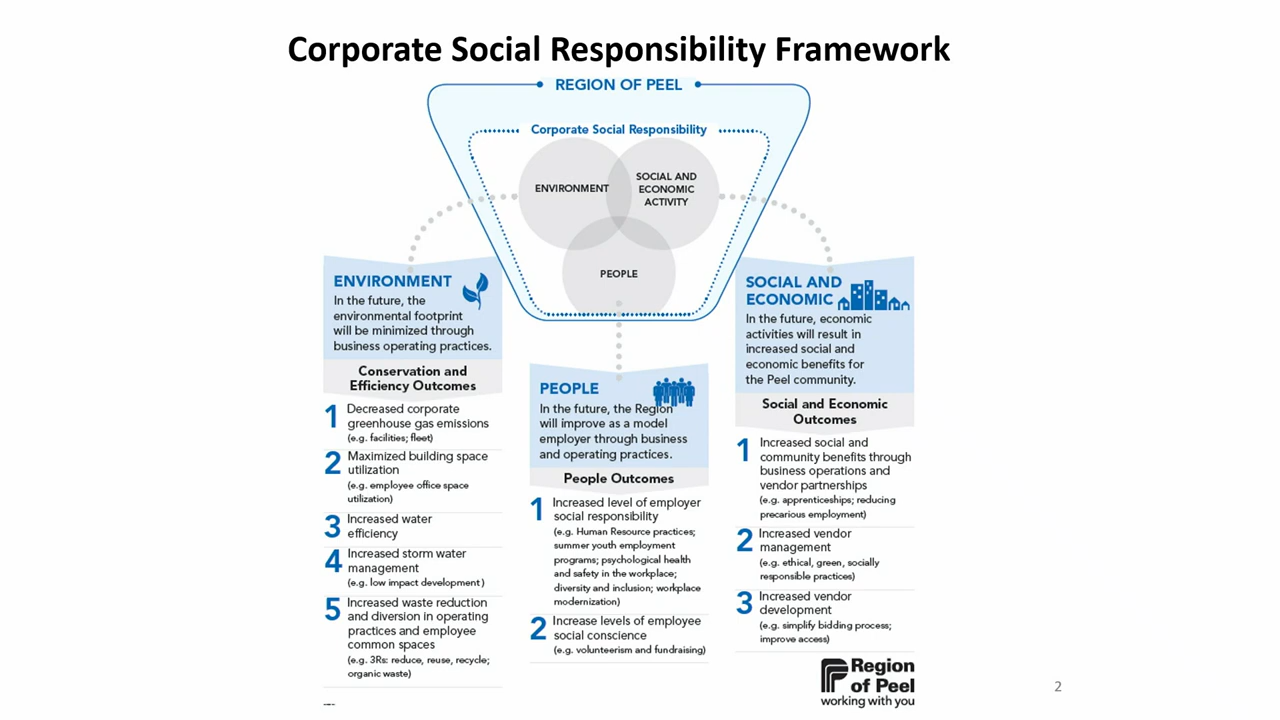 Corporate Social Responsibility Framework
REGION OF PEEL
Corporate Social Responsibility
ENVIRONMENT
SOCIAL AND
ECONOMIC
ACTIVITY
PEOPLE
ENVIRONMENT
In the future, the
environmental footprint
will be minimized through
business operating practices.
Conservation and
Efficiency Outcomes
1 Decreased corporate
greenhouse gas emissions
(e.g. facilities; fleet)
2 Maximized building space
utilization
(e.g. employee office space
utilization)
3 Increased water
efficiency
4 Increased storm water
management
(e.g. low impact development )
5 Increased waste reduction
and diversion in operating
practices and employee
common spaces
(e.g. 3Rs: reduce, reuse, recycle;
organic waste)
PEOPLE
In the future, the Region
will improve as a model
employer through business
and operating practices.
People Outcomes
1 Increased level of employer
social responsibility
(e.g. Human Resource practices;
summer youth employment
programs; psychological health
and safety in the workplace;
diversity and inclusion; workplace
modernization)
2 Increase levels of employee
social conscience
(e.g. volunteerism and fundraising)
SOCIAL AND
ECONOMIC
In the future, economic
activities will result in
increased social and
economic benefits for
the Peel community.
Social and Economic
Outcomes
1 Increased social and
community benefits through
business operations and
vendor partnerships
(e.g. apprenticeships; reducing
precarious employment)
2 Increased vendor
management
(e.g. ethical, green, socially
responsible practices)
3 Increased vendor
development
(e.g. simplify bidding process;
improve access)
Region
of Peel
working with you
2